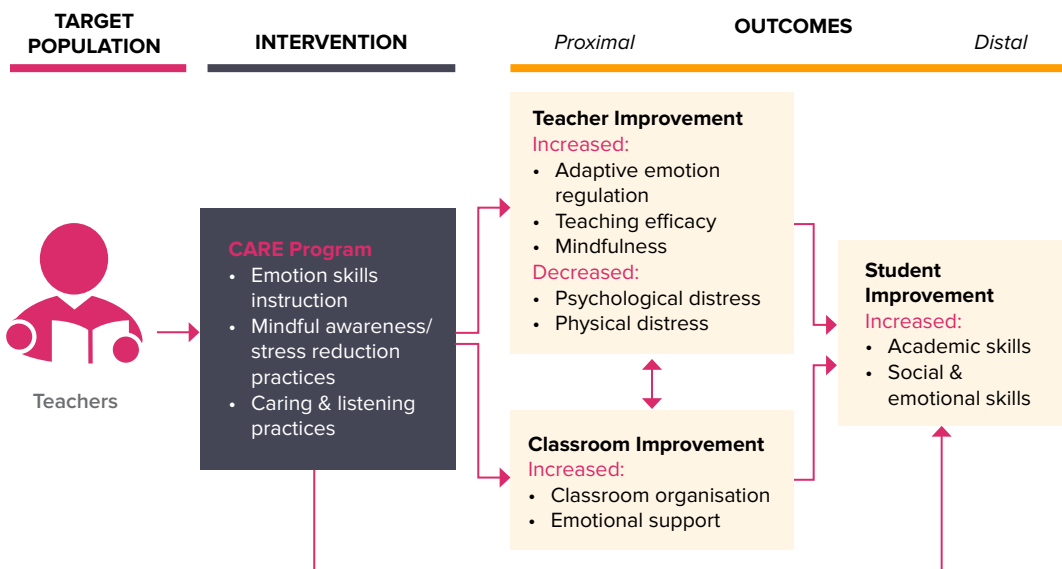 TARGET
POPULATION
INTERVENTION
OUTCOMES
Proximal
Distal
Teachers
CARE Program
• Emotion skills
instruction
• Mindful awareness/
stress reduction
practices
• Caring & listening
practices
Teacher Improvement
Increased:
• Adaptive emotion
regulation
• Teaching efficacy
• Mindfulness
Decreased:
• Psychological distress
• Physical distress
Classroom Improvement
Increased:
• Classroom organisation
• Emotional support
Student
Improvement
Increased:
• Academic skills
• Social &
emotional skills